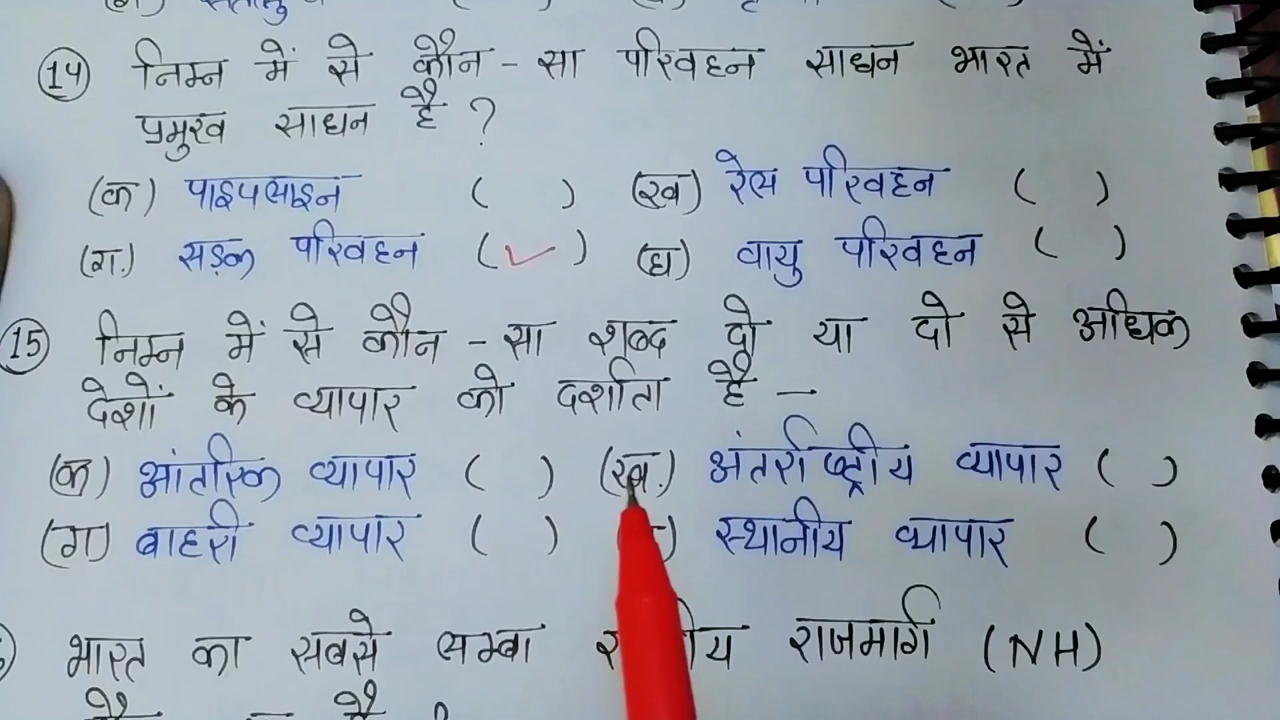 (14) निम्न में से कौन - सा परिवहन साधन भारत में
प्रमुख साधन है ?
(क) पाइपलाइन ( ) (ख) रेल परिवहन ( )
(ग.) सड़क परिवहन (✓) (घ) वायु परिवहन ( )
(15) निम्न में से कौन - सा शब्द दो या दो से अधिक
देशों के व्यापार को दर्शाता है —
(क) आंतरिक व्यापार ( ) (ख.) अंतर्राष्ट्रीय व्यापार ( )
(ग) बाहरी व्यापार ( ) स्थानीय व्यापार ( )
भारत का सबसे लम्बा राजमार्ग (NH)